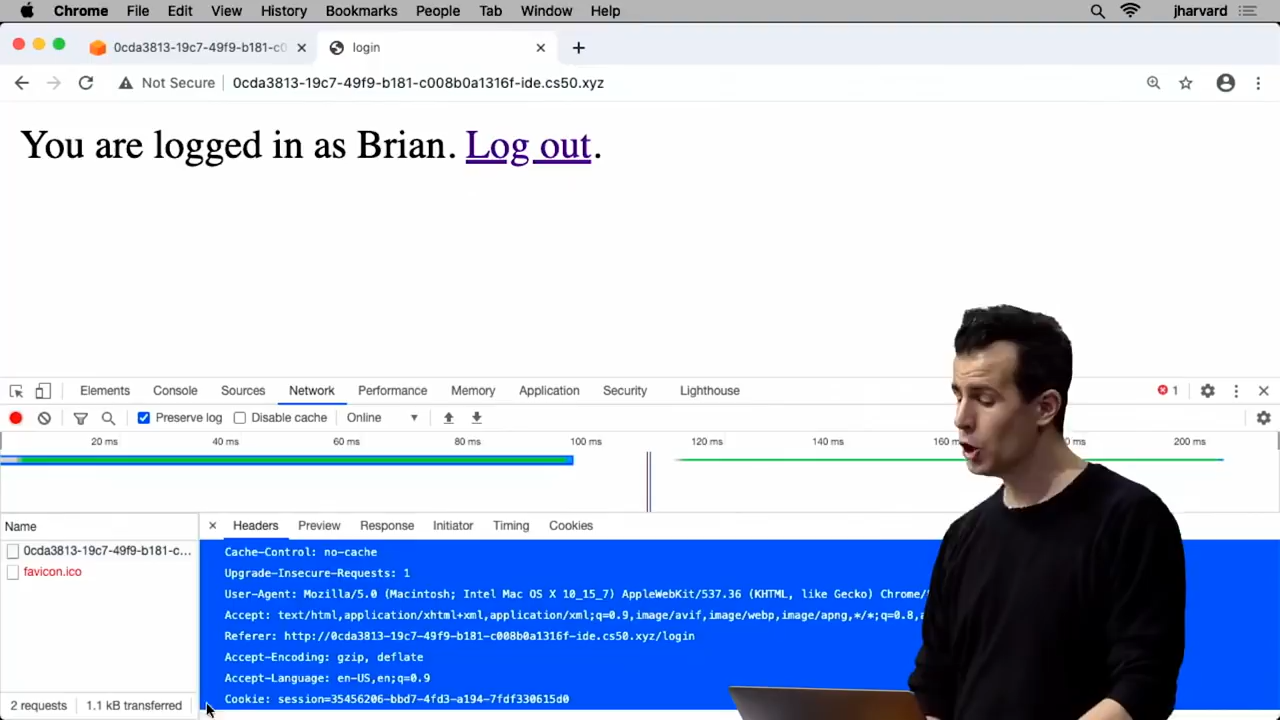 Chrome File Edit View History Bookmarks People Tab Window Help jharvard
0cda3813-19c7-49f9-b181-c0 login
Not Secure 0cda3813-19c7-49f9-b181-c008b0a1316f-ide.cs50.xyz
You are logged in as Brian. Log out.
Elements Console Sources Network Performance Memory Application Security Lighthouse 1
Preserve log Disable cache Online
20 ms 40 ms 60 ms 80 ms 100 ms 120 ms 140 ms 200 ms
Name Headers Preview Response Initiator Timing Cookies
0cda3813-19c7-49f9-b181-c...
favicon.ico
Cache-Control: no-cache
Upgrade-Insecure-Requests: 1
User-Agent: Mozilla/5.0 (Macintosh; Intel Mac OS X 10_15_7) AppleWebKit/537.36 (KHTML, like Gecko) Chrome/
Accept: text/html,application/xhtml+xml,application/xml;q=0.9,image/avif,image/webp,image/apng,*/*;q=0.8,a
Referer: http://0cda3813-19c7-49f9-b181-c008b0a1316f-ide.cs50.xyz/login
Accept-Encoding: gzip, deflate
Accept-Language: en-US,en;q=0.9
Cookie: session=35456206-bbd7-4fd3-a194-7fdf330615d0
2 requests 1.1 kB transferred